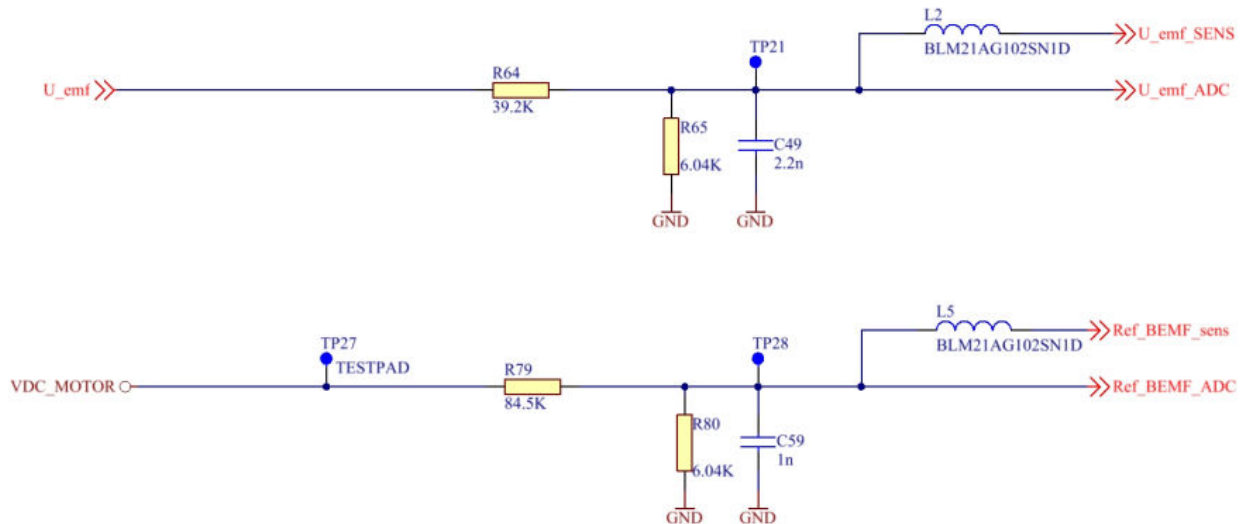 L2
BLM21AG102SN1D
U_emf_SENS
TP21
R64
U_emf
39.2K
U_emf_ADC
R65
6.04K
C49
2.2n
GND
GND
L5
BLM21AG102SN1D
Ref_BEMF_sens
TP27
TESTPAD
TP28
R79
VDC_MOTOR
84.5K
Ref_BEMF_ADC
R80
6.04K
C59
1n
GND
GND